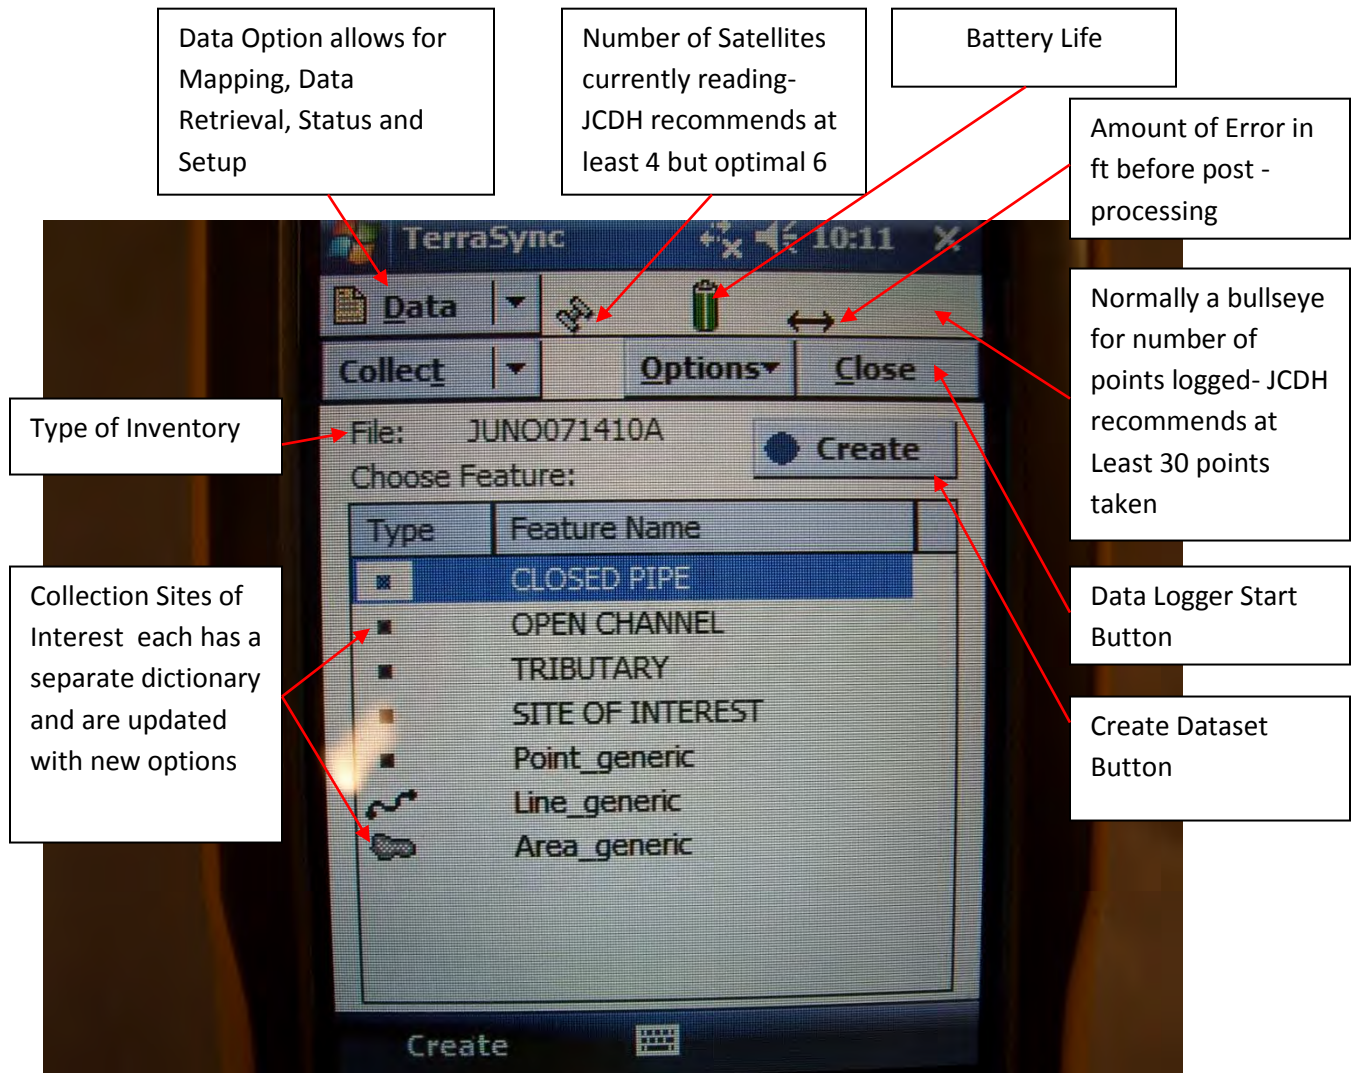 Data Option allows for
Mapping, Data
Retrieval, Status and
Setup
Number of Satellites
currently reading-
JCDH recommends at
least 4 but optimal 6
Battery Life
Amount of Error in
ft before post -
processing
Normally a bullseye
for number of
points logged- JCDH
recommends at
Least 30 points
taken
Type of Inventory
Collection Sites of
Interest each has a
separate dictionary
and are updated
with new options
Data Logger Start
Button
Create Dataset
Button
TerraSync 10:11
Data
Collect Options Close
File: JUNO071410A
Create
Choose Feature:
Type Feature Name
CLOSED PIPE
OPEN CHANNEL
TRIBUTARY
SITE OF INTEREST
Point_generic
Line_generic
Area_generic
Create